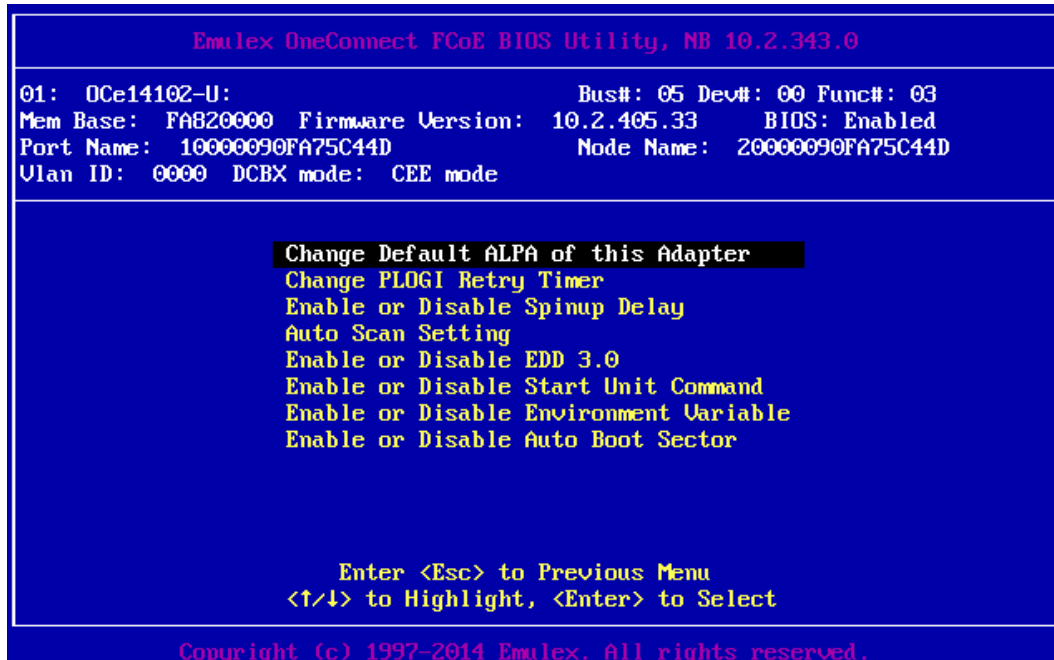 Emulex OneConnect FCoE BIOS Utility, NB 10.2.343.0
01: OCe14102-U: Bus#: 05 Dev#: 00 Func#: 03
Mem Base: FA820000 Firmware Version: 10.2.405.33 BIOS: Enabled
Port Name: 10000090FA75C44D Node Name: 20000090FA75C44D
Vlan ID: 0000 DCBX mode: CEE mode
Change Default ALPA of this Adapter
Change PLOGI Retry Timer
Enable or Disable Spinup Delay
Auto Scan Setting
Enable or Disable EDD 3.0
Enable or Disable Start Unit Command
Enable or Disable Environment Variable
Enable or Disable Auto Boot Sector
Enter <Esc> to Previous Menu
<↑/↓> to Highlight, <Enter> to Select
Copyright (c) 1997-2014 Emulex. All rights reserved.